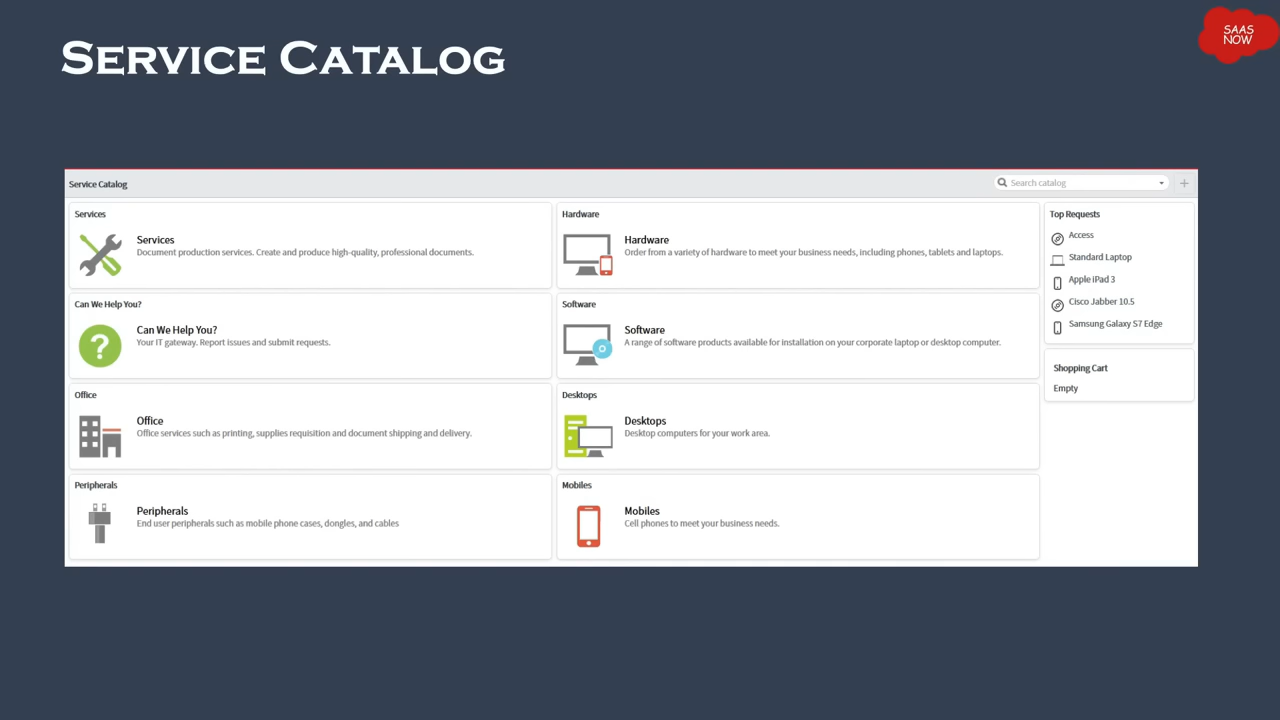 SERVICE CATALOG
SAAS
NOW
Service Catalog
Search catalog
Services
Services
Document production services. Create and produce high-quality, professional documents.
Can We Help You?
Can We Help You?
Your IT gateway. Report issues and submit requests.
Office
Office
Office services such as printing, supplies requisition and document shipping and delivery.
Peripherals
Peripherals
End user peripherals such as mobile phone cases, dongles, and cables
Hardware
Hardware
Order from a variety of hardware to meet your business needs, including phones, tablets and laptops.
Software
Software
A range of software products available for installation on your corporate laptop or desktop computer.
Desktops
Desktops
Desktop computers for your work area.
Mobiles
Mobiles
Cell phones to meet your business needs.
Top Requests
Access
Standard Laptop
Apple iPad 3
Cisco Jabber 10.5
Samsung Galaxy S7 Edge
Shopping Cart
Empty